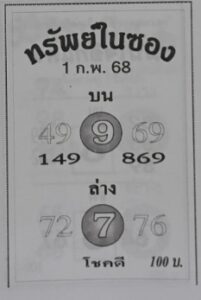 ทรัพย์ในซอง
1 ก.พ. 68
บน
49 9 69
149 869
ล่าง
72 7 76
โชคดี 100 บ.